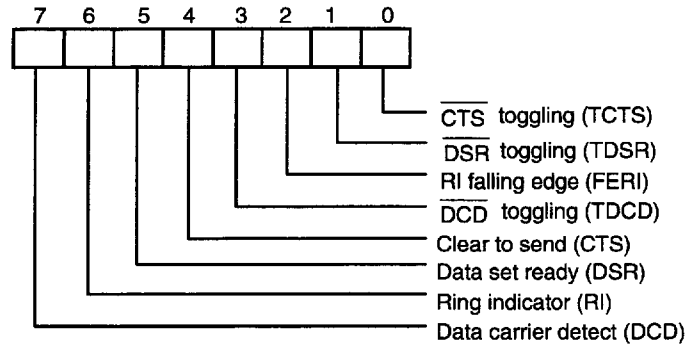 7 6 5 4 3 2 1 0
CTS toggling (TCTS)
DSR toggling (TDSR)
RI falling edge (FERI)
DCD toggling (TDCD)
Clear to send (CTS)
Data set ready (DSR)
Ring indicator (RI)
Data carrier detect (DCD)